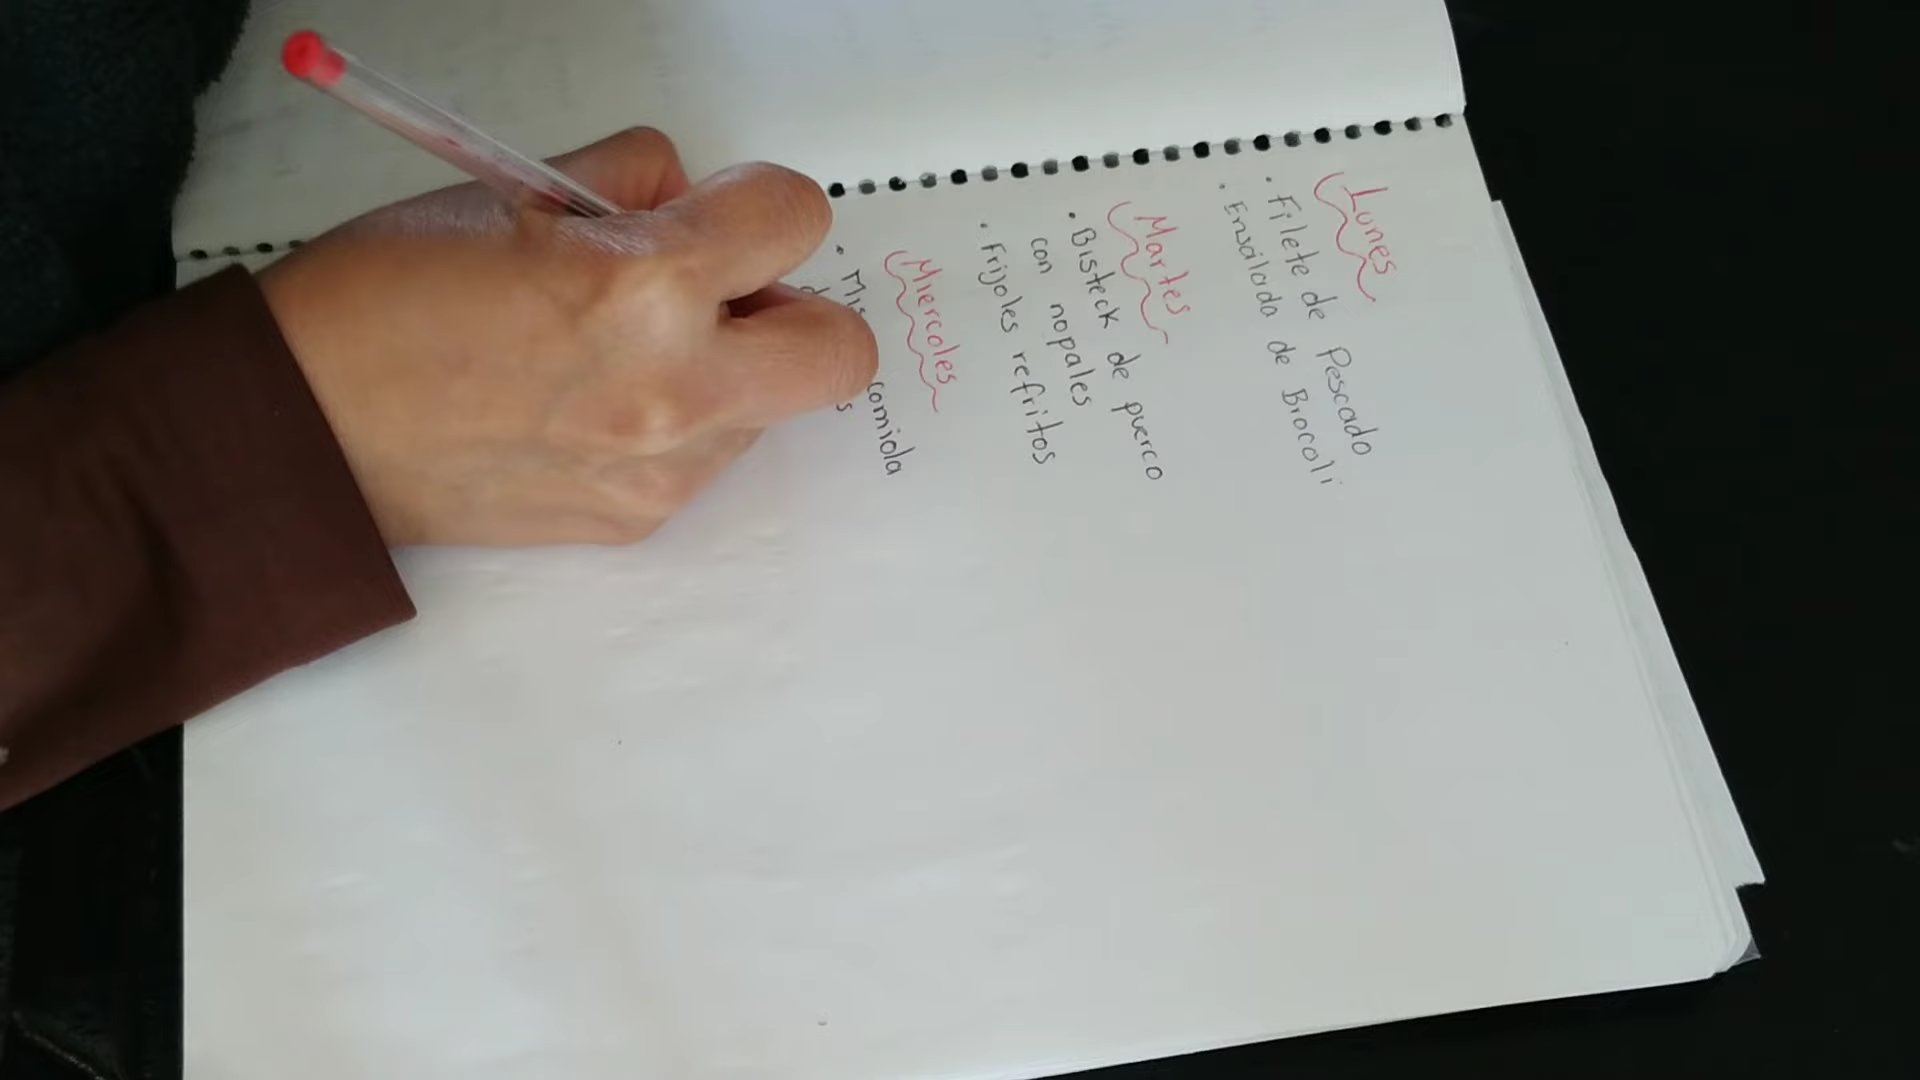 Lunes
• Filete de Pescado
• Ensalada de Brocoli
Martes
• Bisteck de puerco
con nopales
• Frijoles refritos
Miercoles
• comida